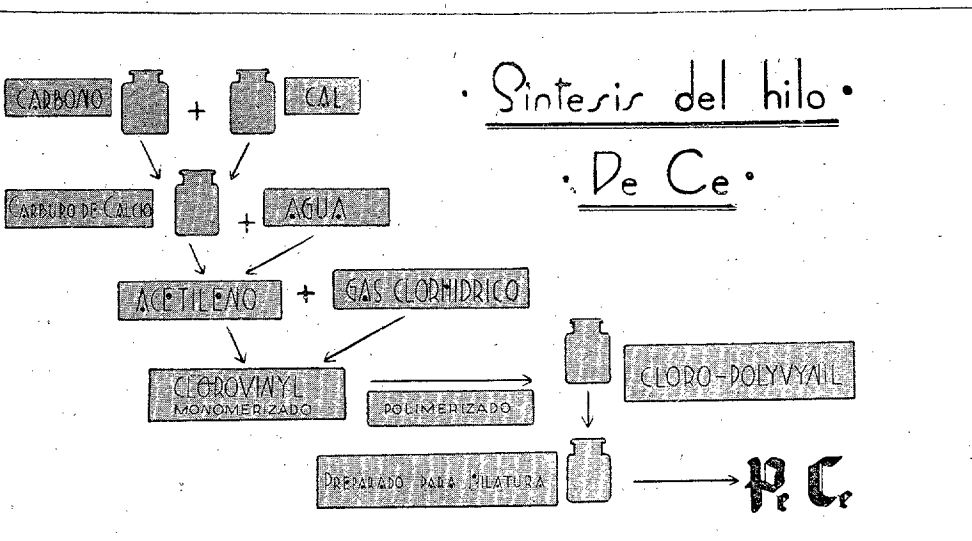 · Sintesis del hilo ·
· Pe Ce ·
CARBONO + CAL
CARBURO DE CALCIO + AGUA
ACETILENO + GAS CLORHIDRICO
CLOROVINYL
MONOMERIZADO
POLIMERIZADO
CLORO-POLYVYNIL
PREPARADO PARA HILATURA
Pe Ce